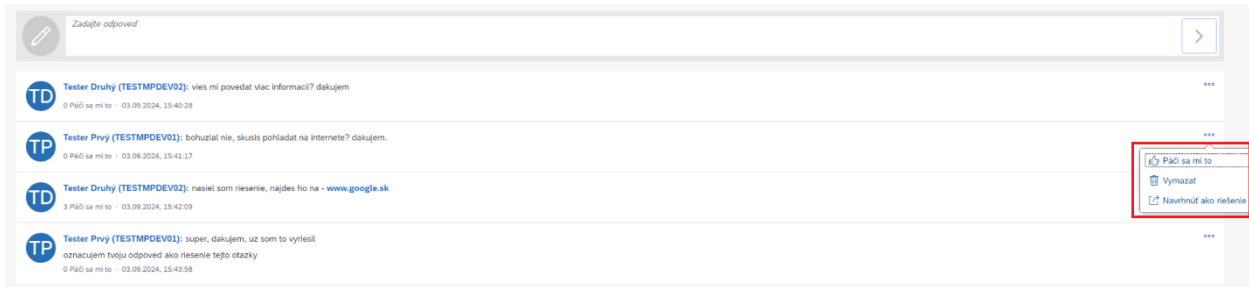 Zadajte odpoveď
TD
Tester Druhý (TESTMPDEV02): vies mi povedat viac informacii? dakujem
0 Páči sa mi to · 03.09.2024, 15:40:28
TP
Tester Prvý (TESTMPDEV01): bohuzial nie, skusis pohladat na internete? dakujem.
0 Páči sa mi to · 03.09.2024, 15:41:17
Páči sa mi to
Vymazať
Navrhnúť ako riešenie
TD
Tester Druhý (TESTMPDEV02): nasiel som riesenie, najdes ho na - www.google.sk
3 Páči sa mi to · 03.09.2024, 15:42:09
TP
Tester Prvý (TESTMPDEV01): super, dakujem, uz som to vyriesil
oznacujem tvoju odpoved ako riesenie tejto otazky
0 Páči sa mi to · 03.09.2024, 15:43:58